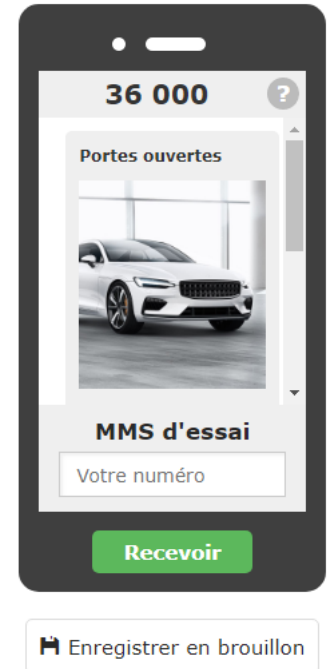 36 000
?
Portes ouvertes
MMS d'essai
Votre numéro
Recevoir
Enregistrer en brouillon